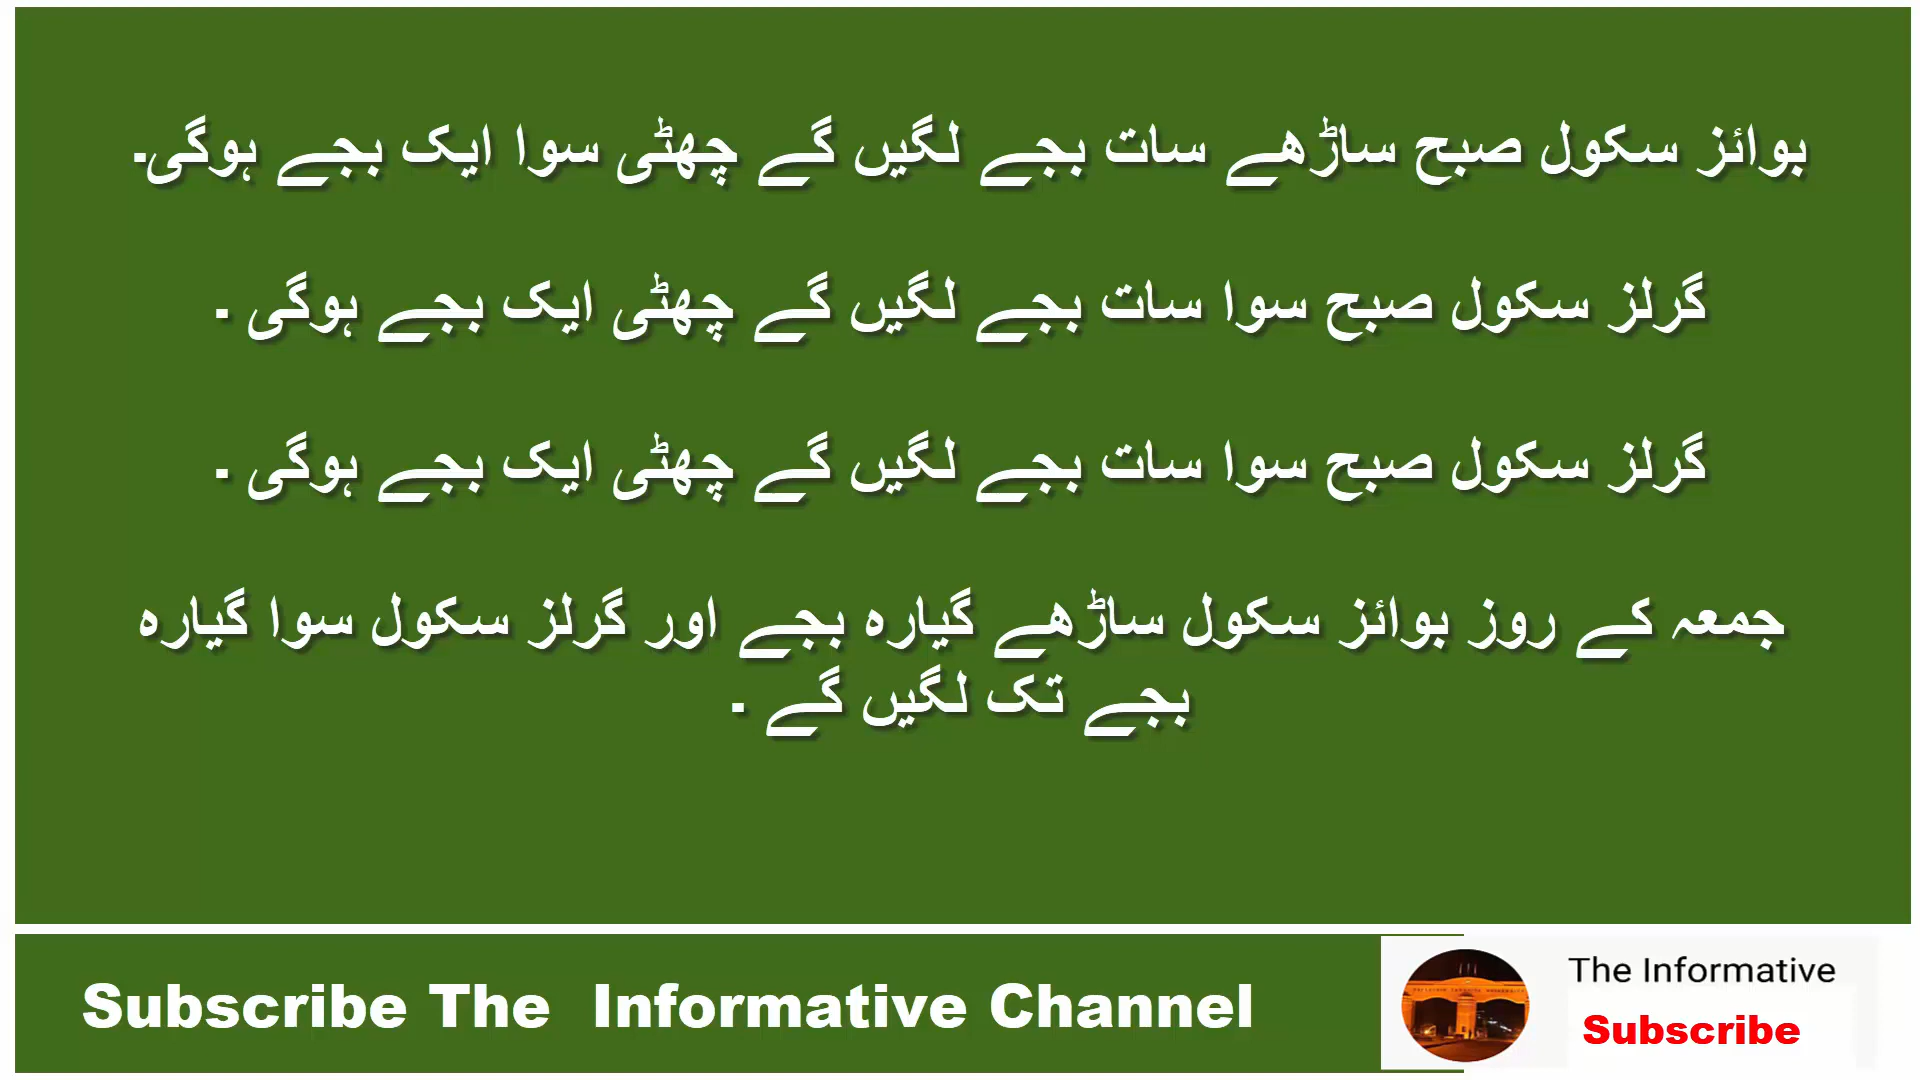 بوائز سکول صبح ساڑھے سات بجے لگیں گے چھٹی سوا ایک بجے ہوگی۔
گرلز سکول صبح سوا سات بجے لگیں گے چھٹی ایک بجے ہوگی ۔
گرلز سکول صبح سوا سات بجے لگیں گے چھٹی ایک بجے ہوگی ۔
جمعہ کے روز بوائز سکول ساڑھے گیارہ بجے اور گرلز سکول سوا گیارہ
بجے تک لگیں گے ۔
Subscribe The  Informative Channel
The Informative
Subscribe